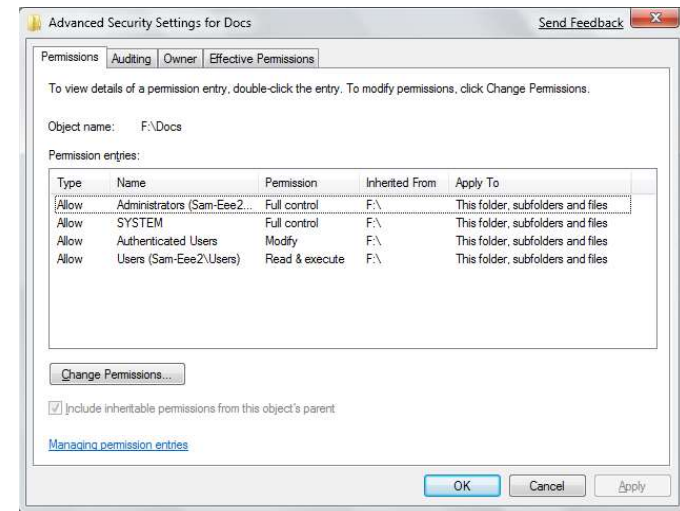 Advanced Security Settings for Docs
Send Feedback
Permissions Auditing Owner Effective Permissions
To view details of a permission entry, double-click the entry. To modify permissions, click Change Permissions.
Object name: F:\Docs
Permission entries:
Type Name Permission Inherited From Apply To
Allow Administrators (Sam-Eee2... Full control F:\ This folder, subfolders and files
Allow SYSTEM Full control F:\ This folder, subfolders and files
Allow Authenticated Users Modify F:\ This folder, subfolders and files
Allow Users (Sam-Eee2\Users) Read & execute F:\ This folder, subfolders and files
Change Permissions...
Include inheritable permissions from this object's parent
Managing permission entries
OK Cancel Apply